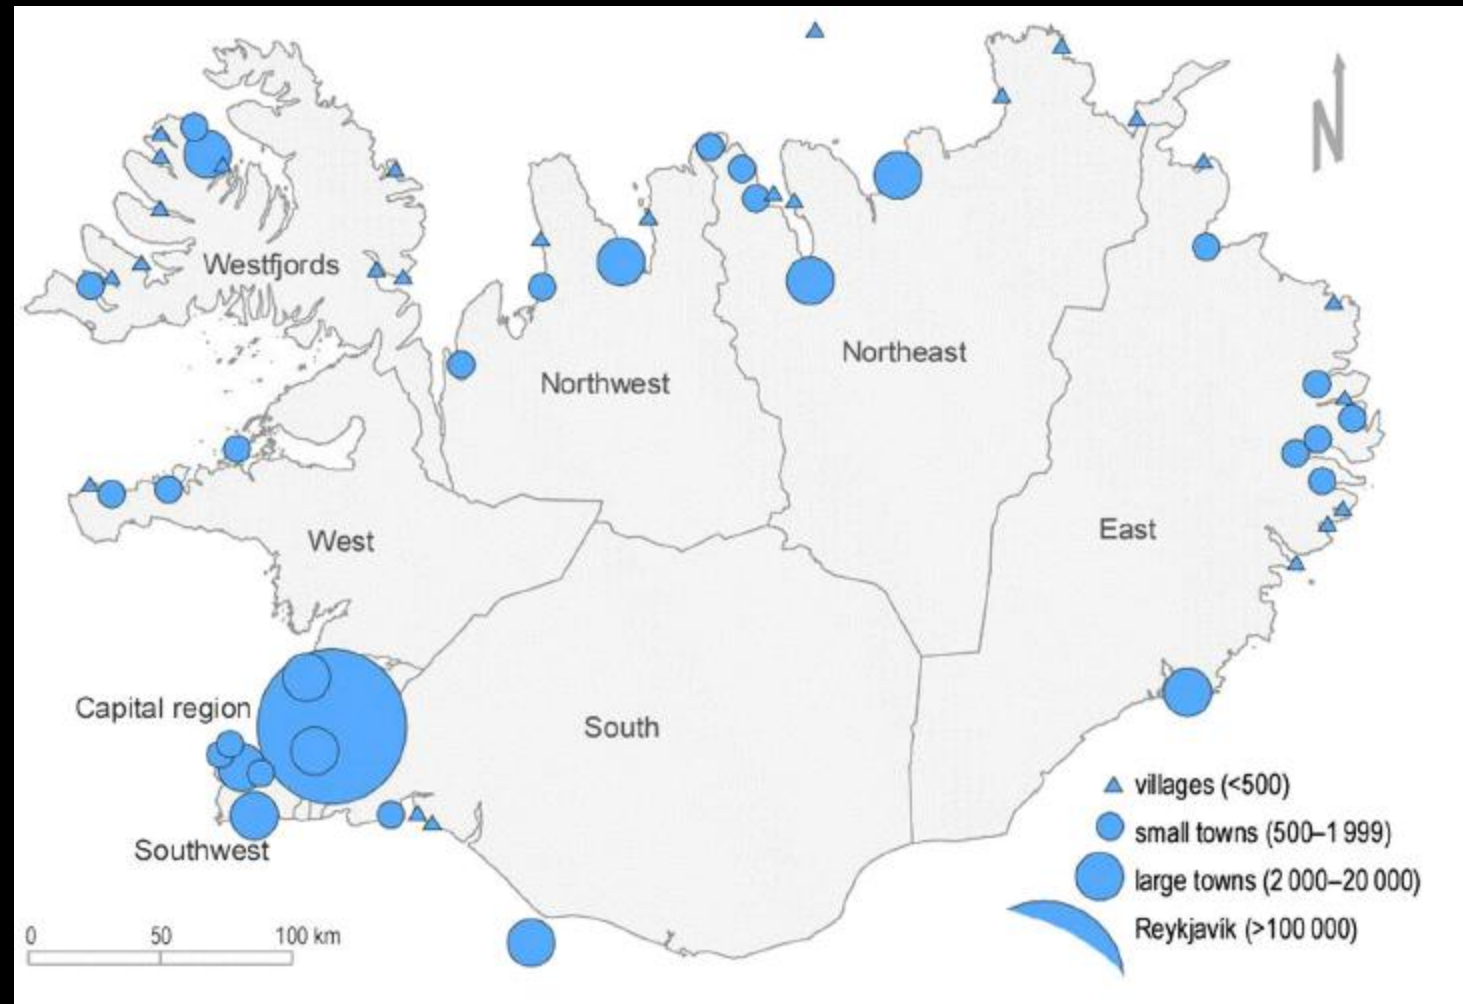 N
Westfjords
Northeast
Northwest
East
West
Capital region
South
villages (<500)
small towns (500–1 999)
Southwest
large towns (2 000–20 000)
Reykjavik (>100 000)
0 50 100 km